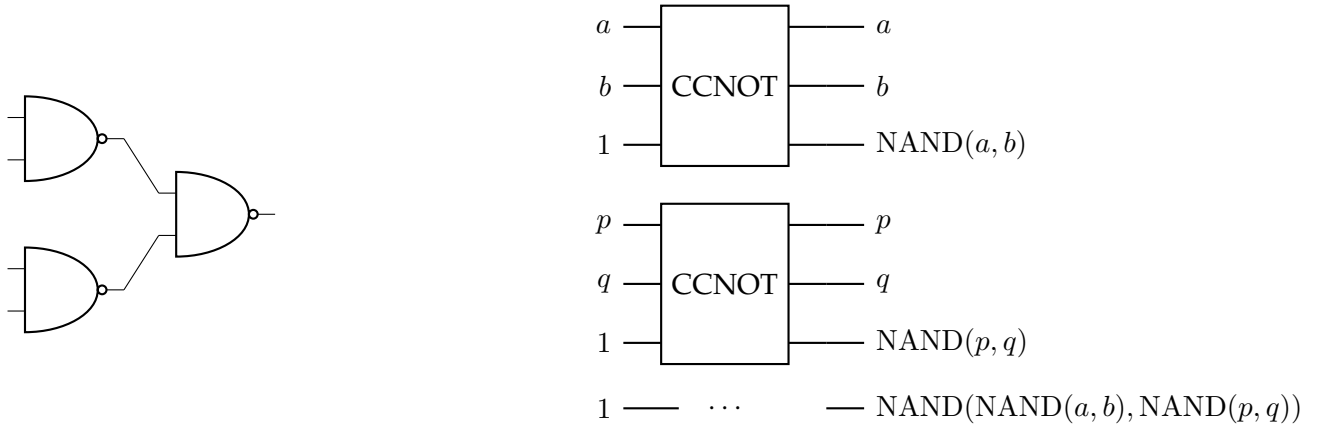 a CCNOT a
b b
1 NAND(a, b)
p CCNOT p
q q
1 NAND(p, q)
1 ··· NAND(NAND(a, b), NAND(p, q))